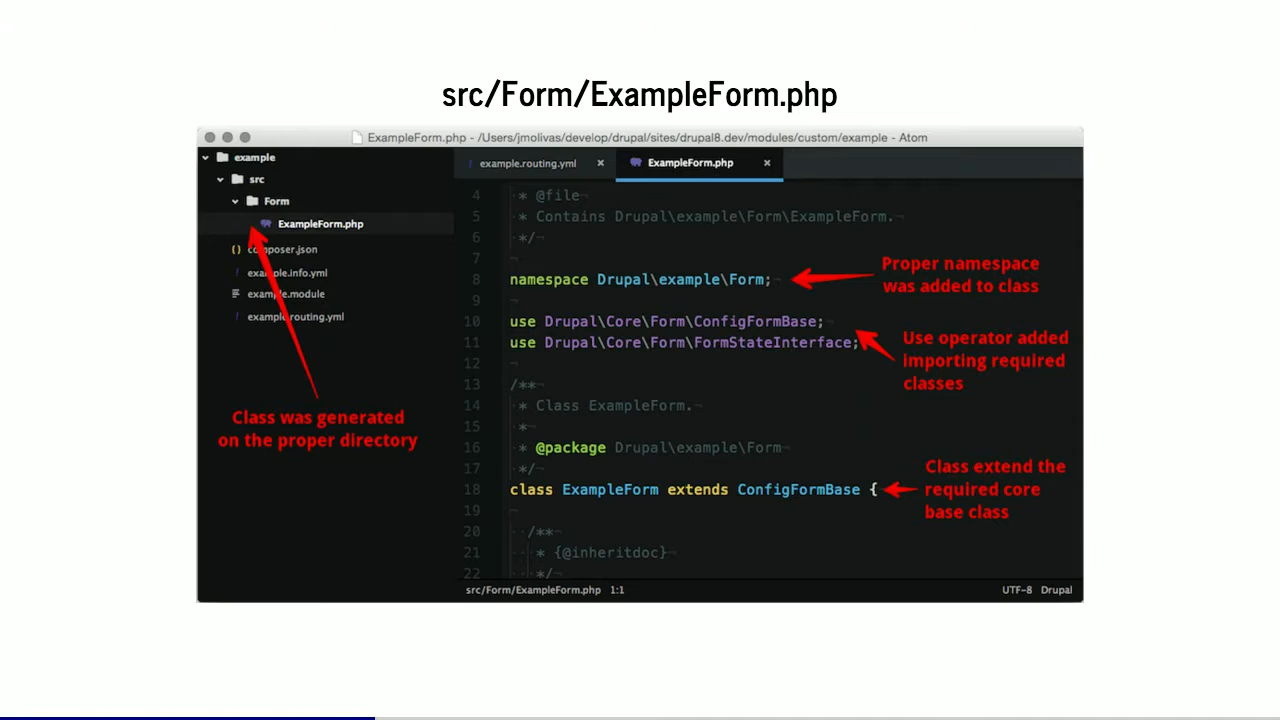 src/Form/ExampleForm.php
ExampleForm.php - /Users/jmolivas/develop/drupal/sites/drupal8.dev/modules/custom/example - Atom
example
src
Form
ExampleForm.php
composer.json
example.info.yml
example.module
example.routing.yml
Class was generated
on the proper directory
example.routing.yml
ExampleForm.php
4 * @file
5 * Contains Drupal\example\Form\ExampleForm.
6 */
7
8 namespace Drupal\example\Form;
9
10 use Drupal\Core\Form\ConfigFormBase;
11 use Drupal\Core\Form\FormStateInterface;
12
13 /**
14 * Class ExampleForm.
15 *
16 * @package Drupal\example\Form
17 */
18 class ExampleForm extends ConfigFormBase {
19
20 /**
21 * {@inheritdoc}
22 */
Proper namespace
was added to class
Use operator added
importing required
classes
Class extend the
required core
base class
src/Form/ExampleForm.php 1:1
UTF-8 Drupal